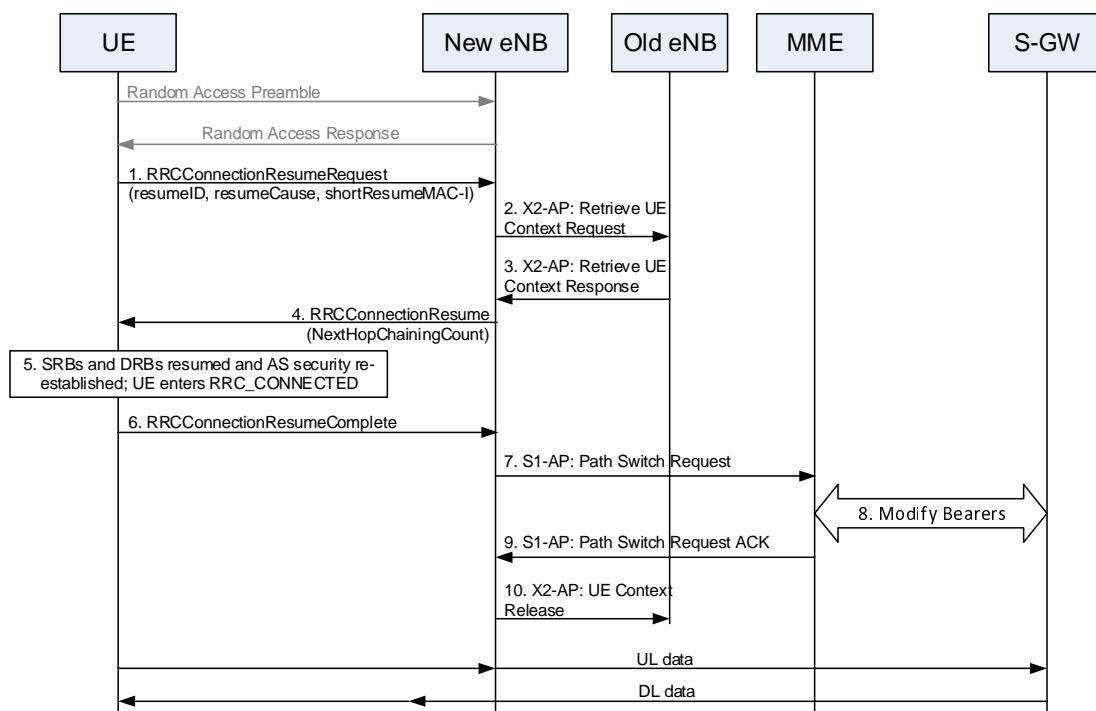 UE
New eNB
Old eNB
MME
S-GW
Random Access Preamble
Random Access Response
1. RRCConnectionResumeRequest
(resumeID, resumeCause, shortResumeMAC-I)
2. X2-AP: Retrieve UE
Context Request
3. X2-AP: Retrieve UE
Context Response
4. RRCConnectionResume
(NextHopChainingCount)
5. SRBs and DRBs resumed and AS security re-
established; UE enters RRC_CONNECTED
6. RRCConnectionResumeComplete
7. S1-AP: Path Switch Request
8. Modify Bearers
9. S1-AP: Path Switch Request ACK
10. X2-AP: UE Context
Release
UL data
DL data